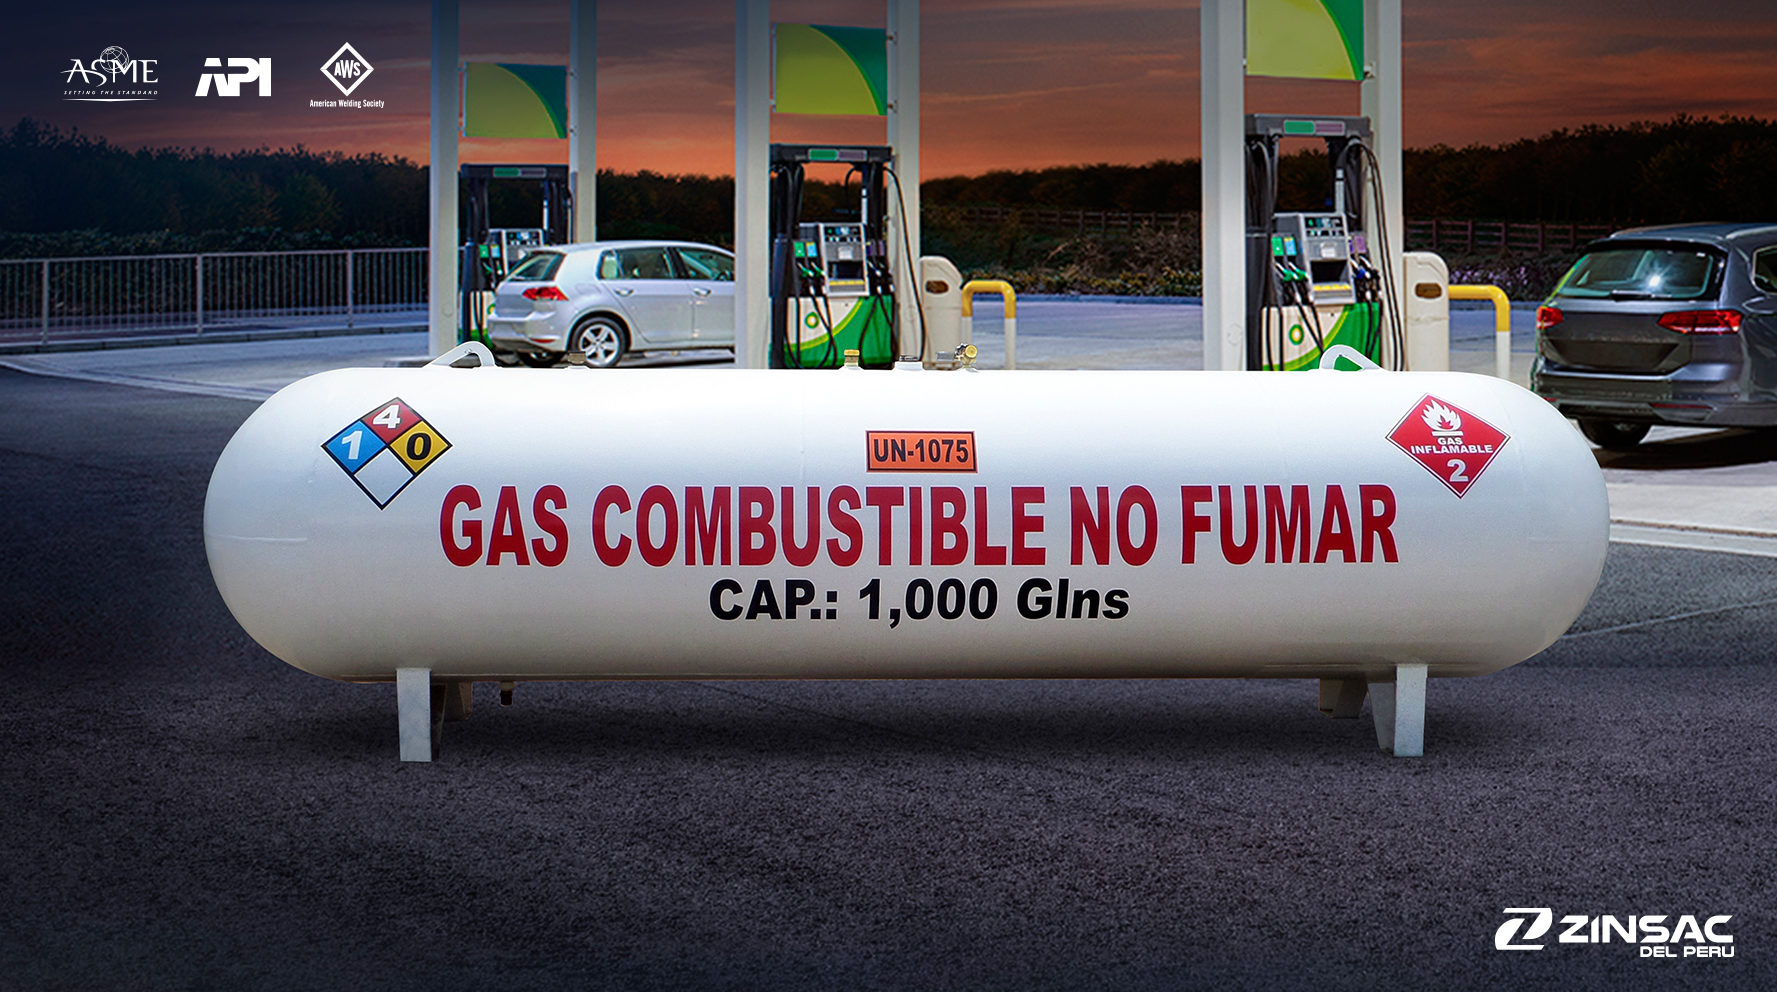 ASME
SETTING THE STANDARD
API
AWS
American Welding Society
4
1
0
UN-1075
GAS
INFLAMABLE
2
GAS COMBUSTIBLE NO FUMAR
CAP.: 1,000 Glns
ZINSAC
DEL PERU